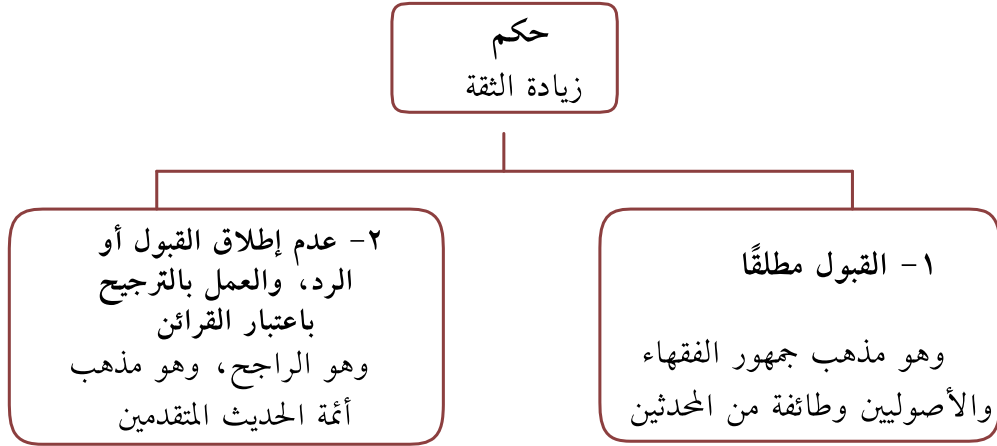 حكم
زيادة الثقة
١- القبول مطلقًا
وهو مذهب جمهور الفقهاء
والأصوليين وطائفة من المحدثين
٢- عدم إطلاق القبول أو
الرد، والعمل بالترجيح
باعتبار القرائن
وهو الراجح، وهو مذهب
أئمة الحديث المتقدمين